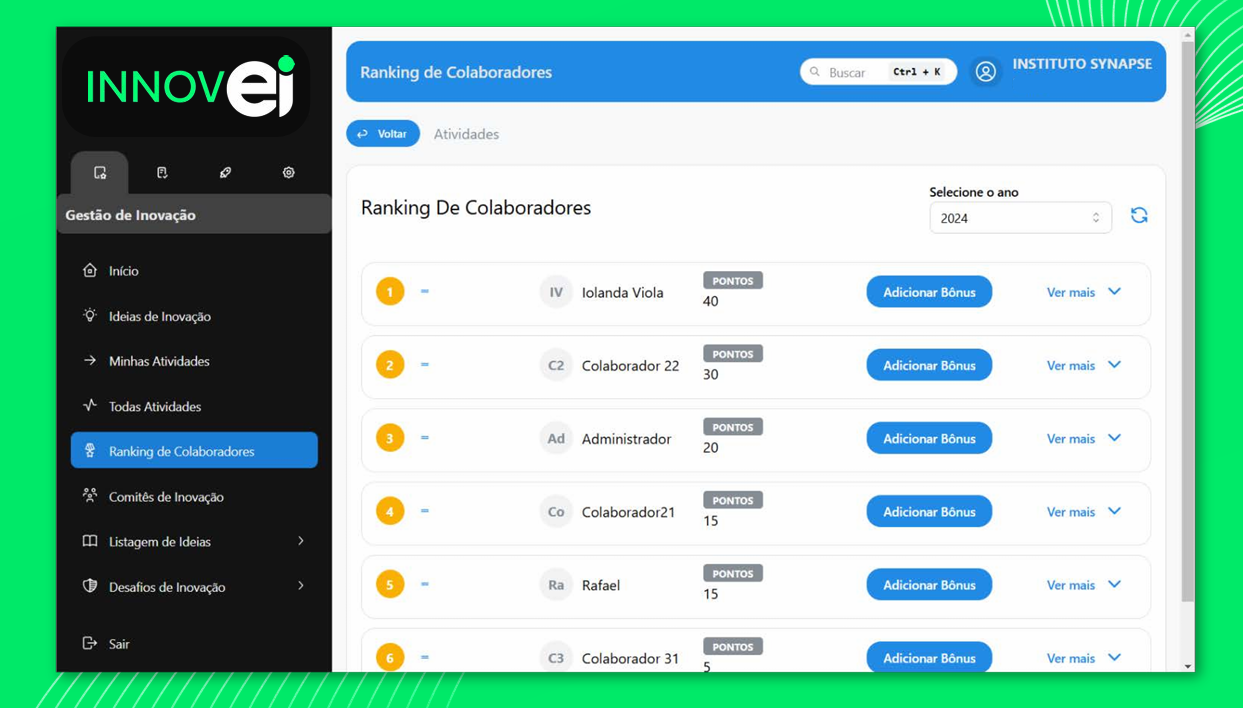 INNOVEi
Gestão de Inovação
Início
Ideias de Inovação
Minhas Atividades
Todas Atividades
Ranking de Colaboradores
Comitês de Inovação
Listagem de Ideias
Desafios de Inovação
Sair
Ranking de Colaboradores
Buscar Ctrl + K
INSTITUTO SYNAPSE
Voltar Atividades
Ranking De Colaboradores
Selecione o ano
2024
1 = IV Iolanda Viola PONTOS 40 Adicionar Bônus Ver mais
2 = C2 Colaborador 22 PONTOS 30 Adicionar Bônus Ver mais
3 = Ad Administrador PONTOS 20 Adicionar Bônus Ver mais
4 = Co Colaborador21 PONTOS 15 Adicionar Bônus Ver mais
5 = Ra Rafael PONTOS 15 Adicionar Bônus Ver mais
6 = C3 Colaborador 31 PONTOS 5 Adicionar Bônus Ver mais